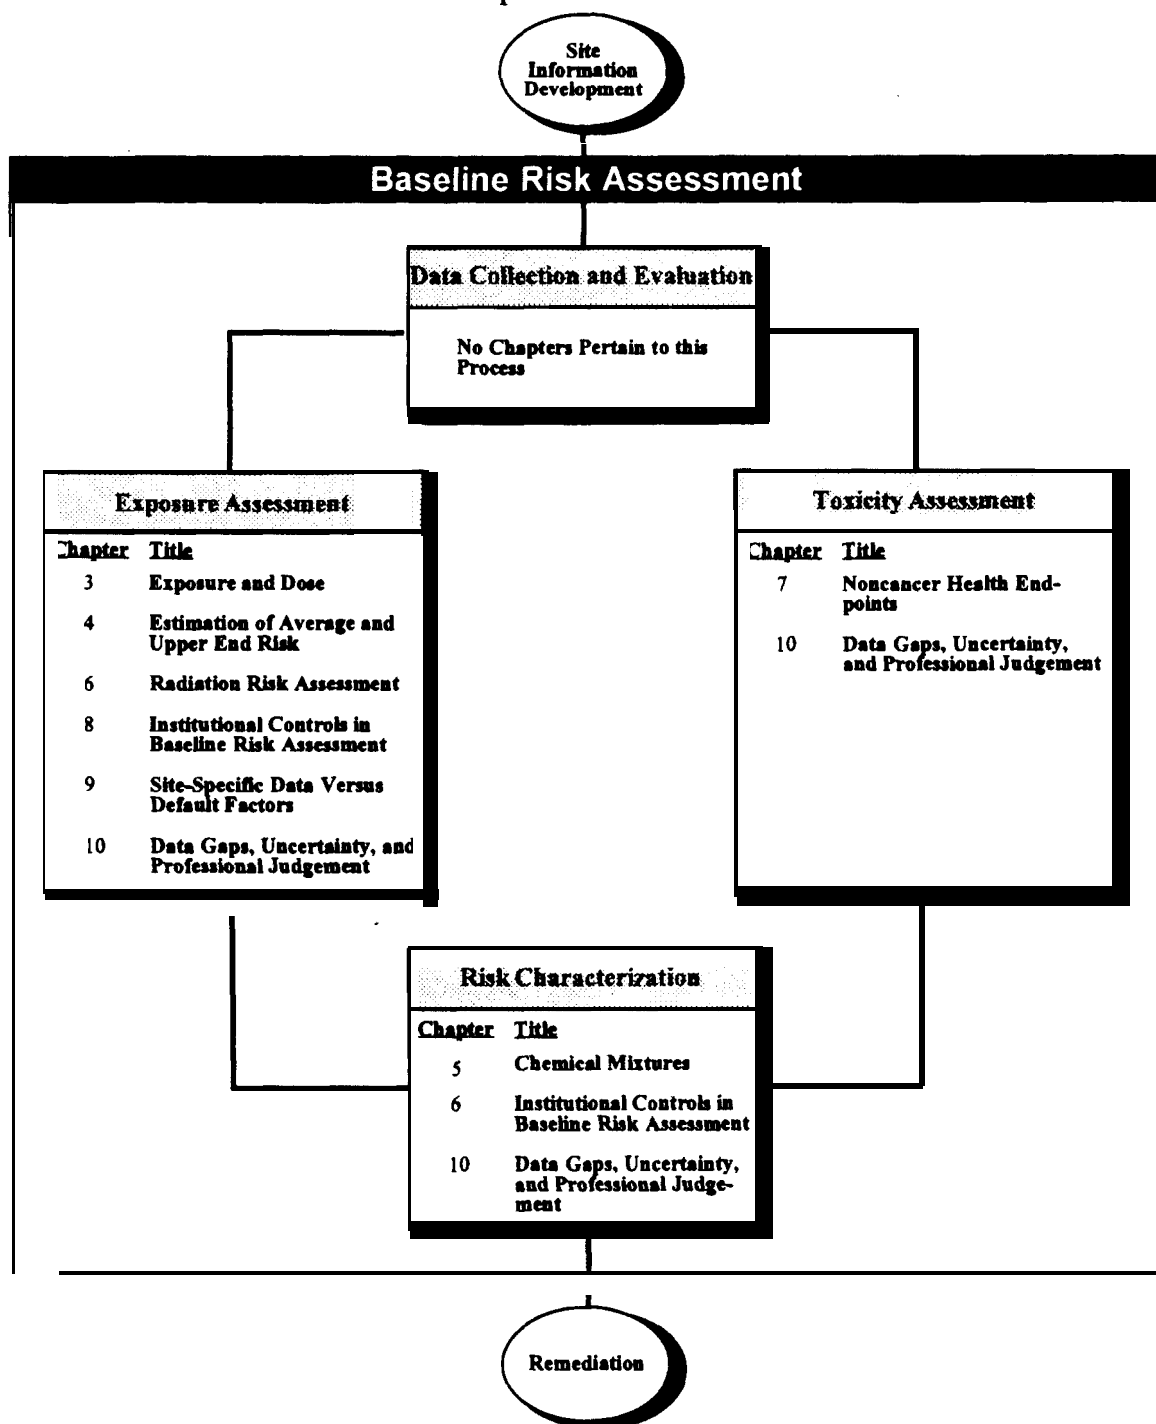 Site
Information
Development
Baseline Risk Assessment
Data Collection and Evaluation
No Chapters Pertain to this
Process
Exposure Assessment
Chapter Title
3 Exposure and Dose
4 Estimation of Average and
Upper End Risk
6 Radiation Risk Assessment
8 Institutional Controls in
Baseline Risk Assessment
9 Site-Specific Data Versus
Default Factors
10 Data Gaps, Uncertainty, and
Professional Judgement
Toxicity Assessment
Chapter Title
7 Noncancer Health End-
points
10 Data Gaps, Uncertainty,
and Professional Judgement
Risk Characterization
Chapter Title
5 Chemical Mixtures
6 Institutional Controls in
Baseline Risk Assessment
10 Data Gaps, Uncertainty,
and Professional Judge-
ment
Remediation